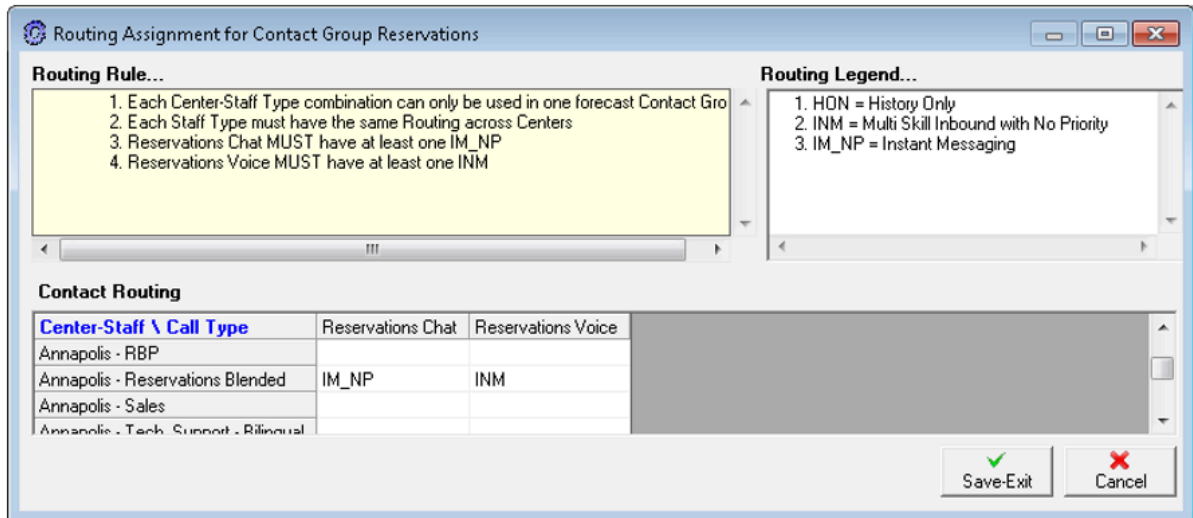 Routing Assignment for Contact Group Reservations
Routing Rule...
1. Each Center-Staff Type combination can only be used in one forecast Contact Gro
2. Each Staff Type must have the same Routing across Centers
3. Reservations Chat MUST have at least one IM_NP
4. Reservations Voice MUST have at least one INM
Routing Legend...
1. HON = History Only
2. INM = Multi Skill Inbound with No Priority
3. IM_NP = Instant Messaging
Contact Routing
Center-Staff \ Call Type Reservations Chat Reservations Voice
Annapolis - RBP
Annapolis - Reservations Blended IM_NP INM
Annapolis - Sales
Annapolis - Tech. Support - Bilingual
Save-Exit Cancel